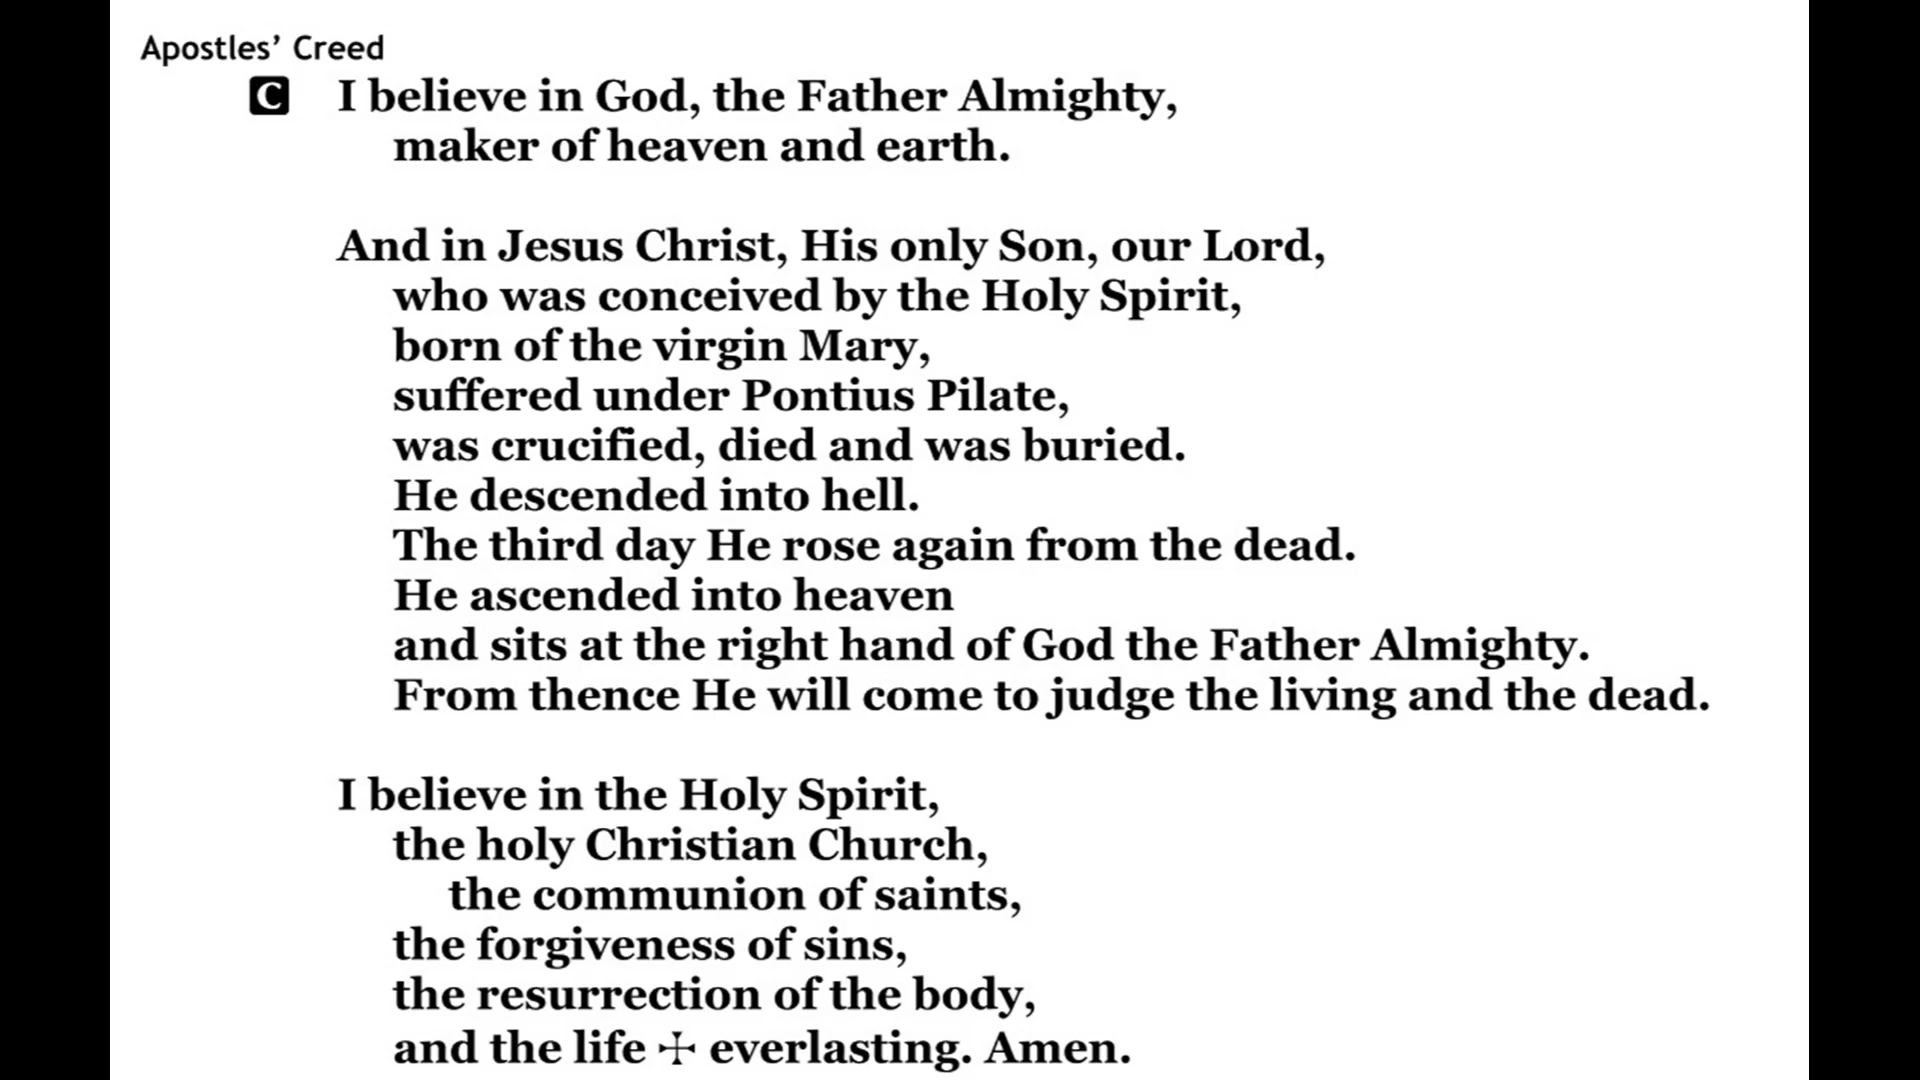 Apostles’ Creed
C I believe in God, the Father Almighty,
maker of heaven and earth.
And in Jesus Christ, His only Son, our Lord,
who was conceived by the Holy Spirit,
born of the virgin Mary,
suffered under Pontius Pilate,
was crucified, died and was buried.
He descended into hell.
The third day He rose again from the dead.
He ascended into heaven
and sits at the right hand of God the Father Almighty.
From thence He will come to judge the living and the dead.
I believe in the Holy Spirit,
the holy Christian Church,
the communion of saints,
the forgiveness of sins,
the resurrection of the body,
and the life ☩ everlasting. Amen.